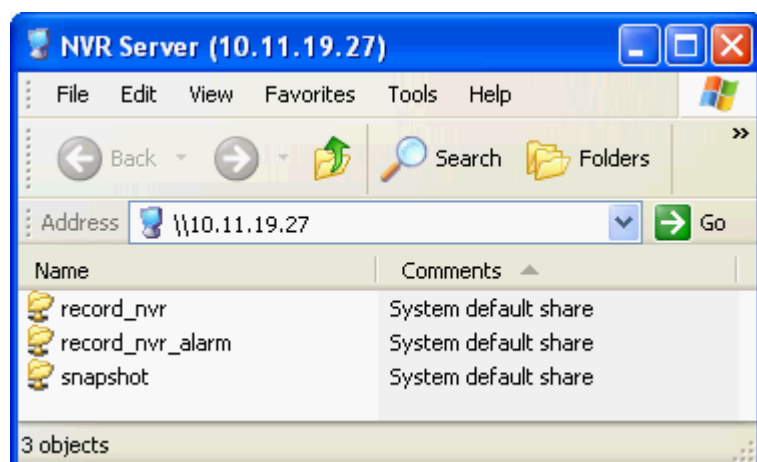 NVR Server (10.11.19.27)
File Edit View Favorites Tools Help
Back Search Folders »
Address \\10.11.19.27 Go
Name Comments
record_nvr System default share
record_nvr_alarm System default share
snapshot System default share
3 objects